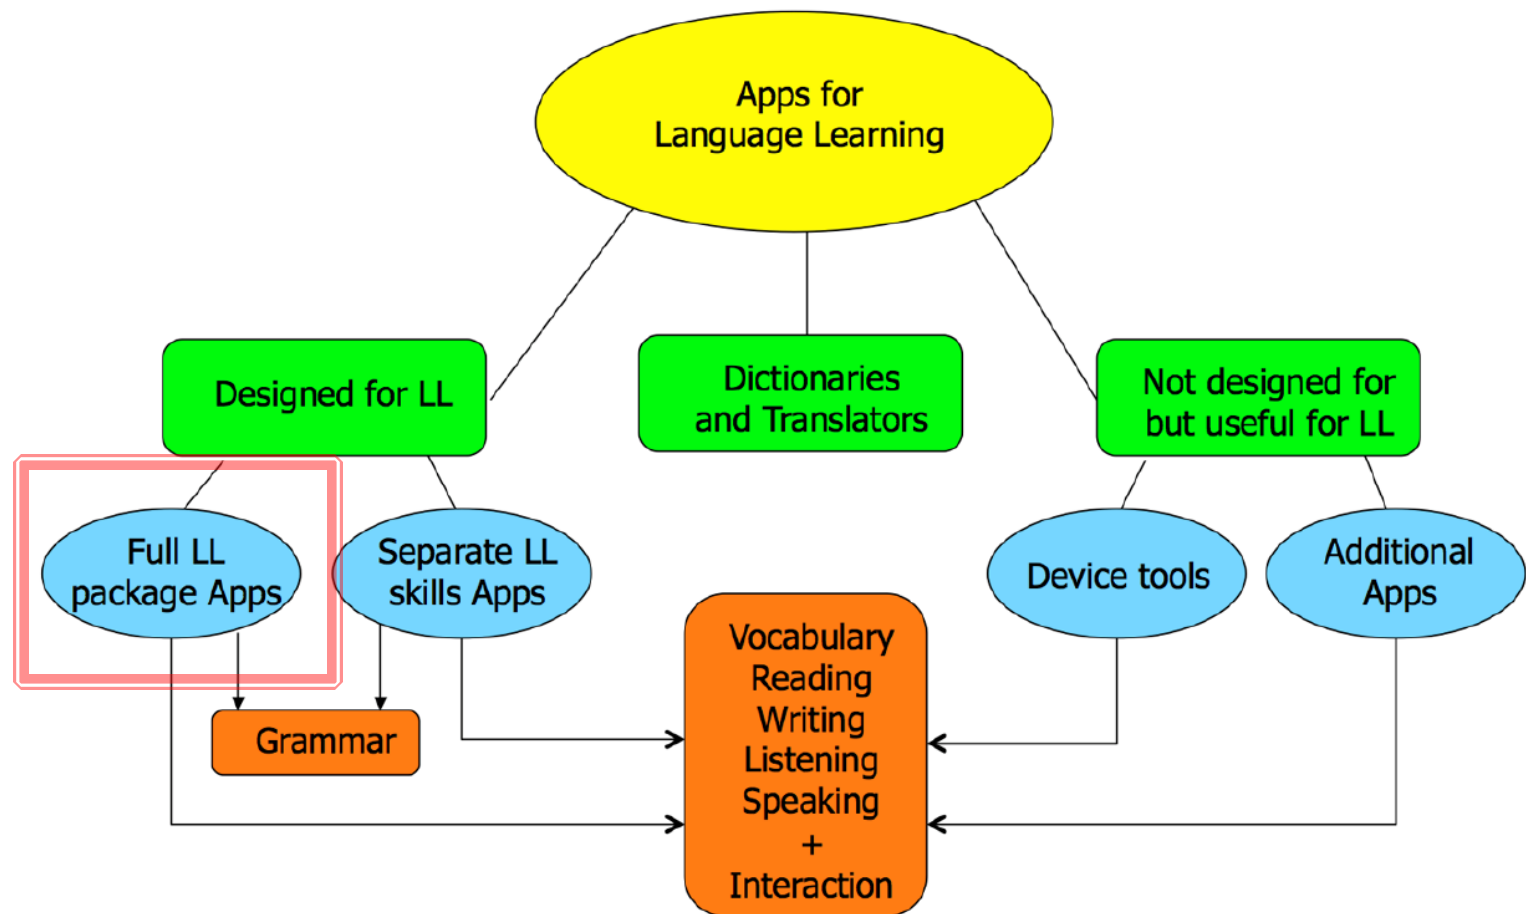 Apps for
Language Learning
Designed for LL
Dictionaries
and Translators
Not designed for
but useful for LL
Full LL
package Apps
Separate LL
skills Apps
Device tools
Additional
Apps
Grammar
Vocabulary
Reading
Writing
Listening
Speaking
+
Interaction